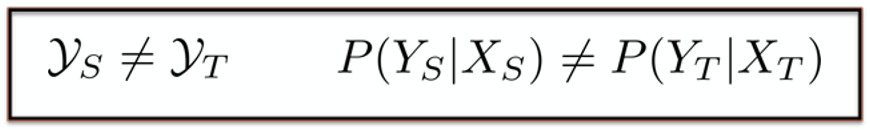 𝒴_S ≠ 𝒴_T P(Y_S|X_S) ≠ P(Y_T|X_T)